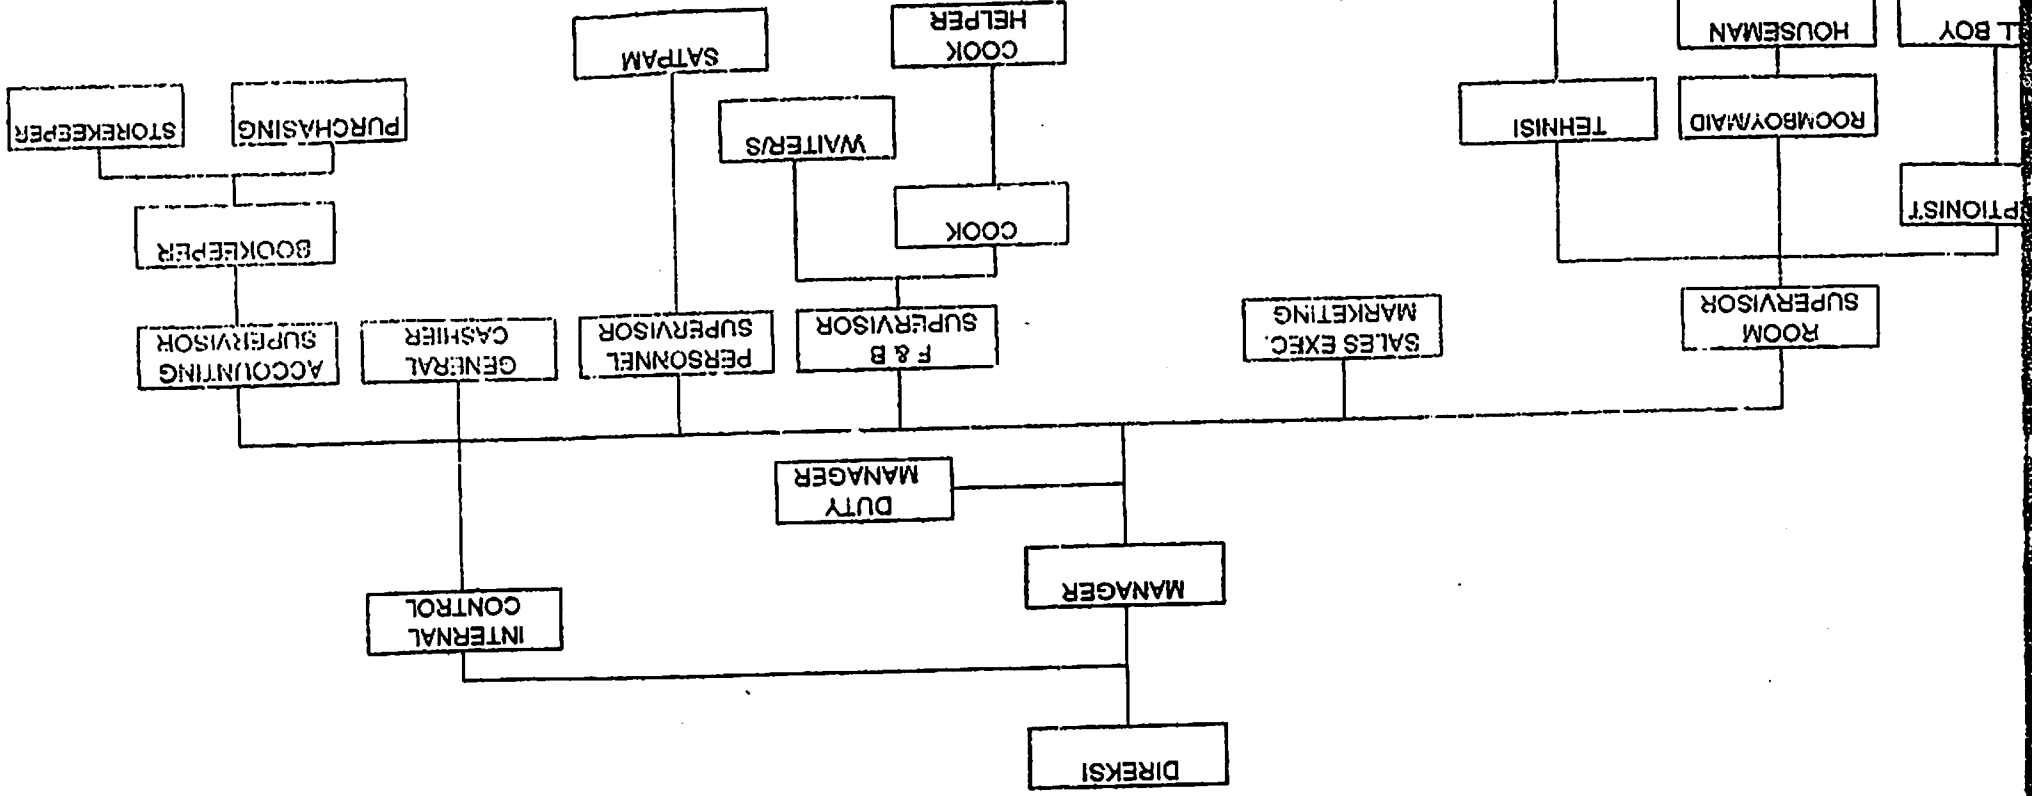 DIREKSI
INTERNAL
CONTROL
MANAGER
DUTY
MANAGER
ROOM
SUPERVISOR
SALES EXEC.
MARKETING
F & B
SUPERVISOR
PERSONNEL
SUPERVISOR
GENERAL
CASHIER
ACCOUNTING
SUPERVISOR
PTIONIST
COOK
BOOKEEPER
ROOMBOY/MAID
TEHNISI
WAITER/S
PURCHASING
STOREKEEPER
LL BOY
HOUSEMAN
COOK
HELPER
SATPAM